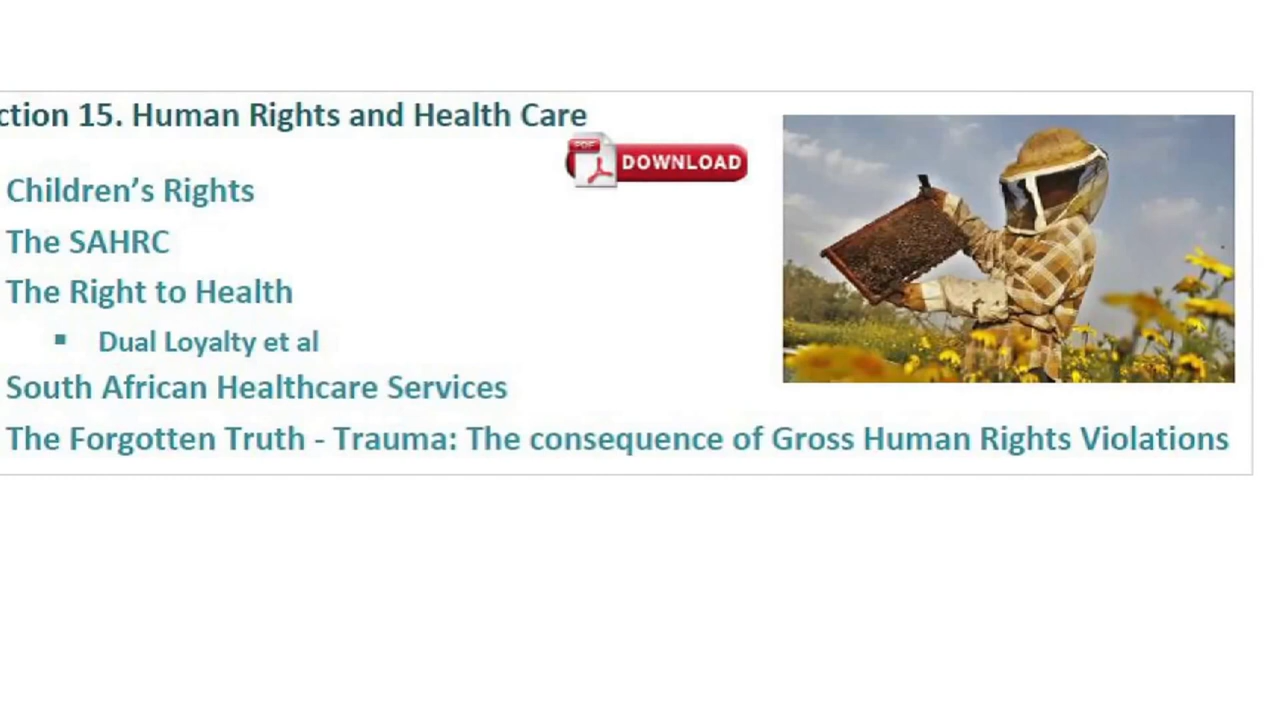 ction 15. Human Rights and Health Care
PDF
DOWNLOAD
Children’s Rights
The SAHRC
The Right to Health
▪ Dual Loyalty et al
South African Healthcare Services
The Forgotten Truth - Trauma: The consequence of Gross Human Rights Violations